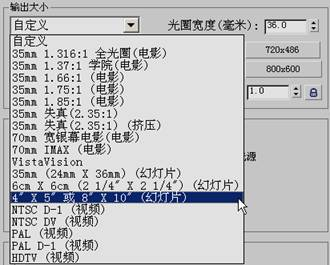 输出大小
自定义
光圈宽度(毫米): 36.0
自定义
35mm 1.316:1 全光圈(电影)
35mm 1.37:1 学院(电影)
35mm 1.66:1 (电影)
35mm 1.75:1 (电影)
35mm 1.85:1 (电影)
35mm 失真(2.35:1)
35mm 失真(2.35:1) (挤压)
70mm 宽银幕电影(电影)
70mm IMAX (电影)
VistaVision
35mm (24mm X 36mm) (幻灯片)
6cm X 6cm (2 1/4" X 2 1/4") (幻灯片)
4" X 5" 或 8" X 10" (幻灯片)
NTSC D-1 (视频)
NTSC DV (视频)
PAL (视频)
PAL D-1 (视频)
HDTV (视频)
720x486
800x600
1.0
光源